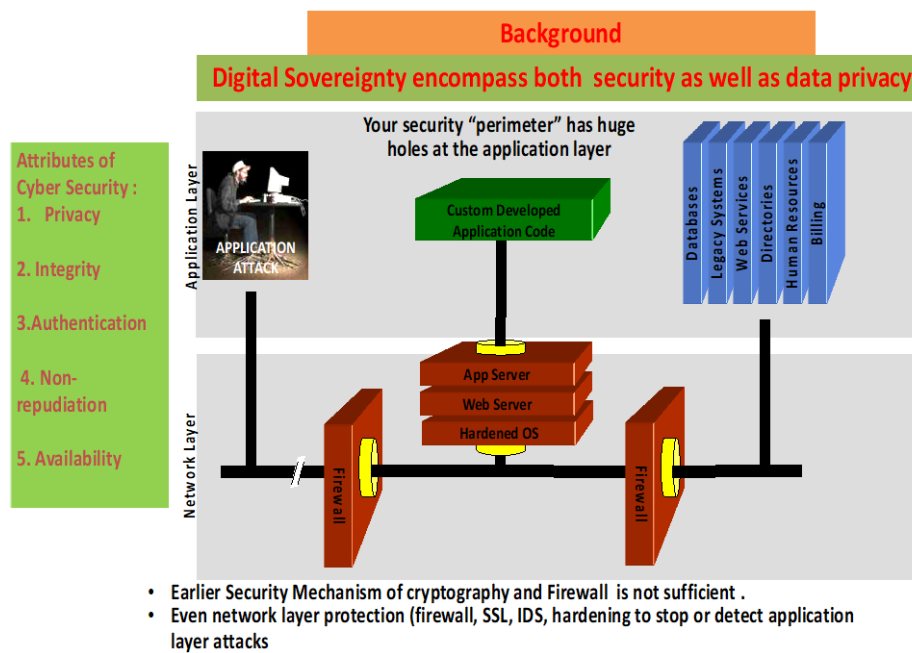 Background
Digital Sovereignty encompass both security as well as data privacy
Attributes of
Cyber Security :
1. Privacy
2. Integrity
3.Authentication
4. Non-
repudiation
5. Availability
Application Layer
APPLICATION
ATTACK
Your security “perimeter” has huge
holes at the application layer
Custom Developed
Application Code
Databases
Legacy Systems
Web Services
Directories
Human Resources
Billing
Network Layer
App Server
Web Server
Hardened OS
Firewall
Firewall
• Earlier Security Mechanism of cryptography and Firewall is not sufficient .
• Even network layer protection (firewall, SSL, IDS, hardening to stop or detect application
layer attacks